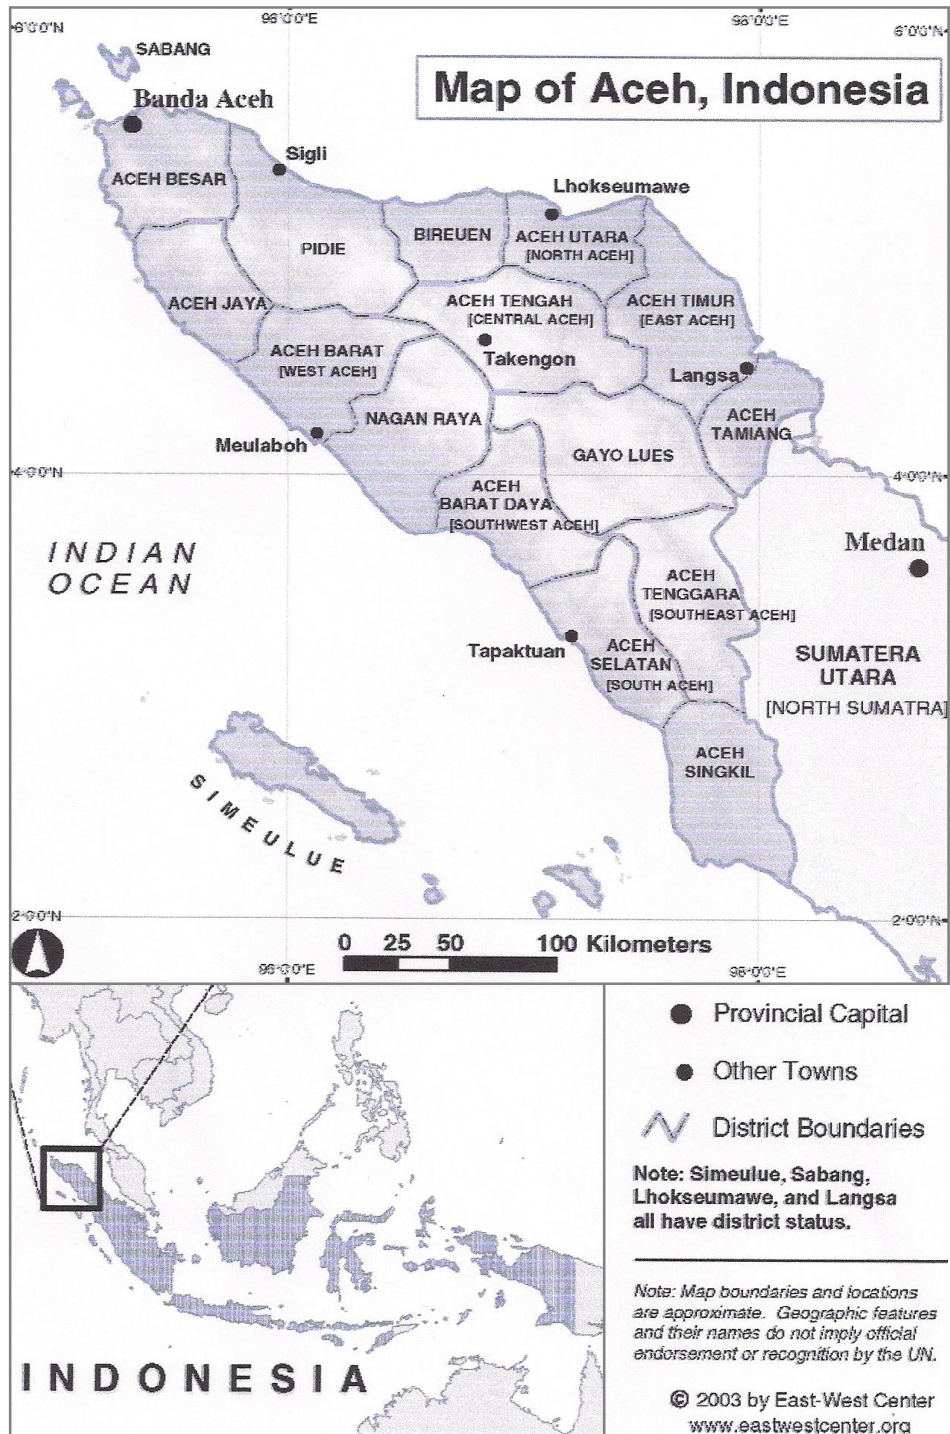 96°0'0"E
98°0'0"E
6°0'0"N
6°0'0"N
SABANG
Map of Aceh, Indonesia
Banda Aceh
Sigli
Lhokseumawe
ACEH BESAR
BIREUEN
ACEH UTARA
[NORTH ACEH]
PIDIE
ACEH JAYA
ACEH TENGAH
[CENTRAL ACEH]
ACEH TIMUR
[EAST ACEH]
ACEH BARAT
[WEST ACEH]
Takengon
Langsa
NAGAN RAYA
ACEH
TAMIANG
Meulaboh
GAYO LUES
4°0'0"N
4°0'0"N
ACEH
BARAT DAYA
[SOUTHWEST ACEH]
INDIAN
OCEAN
Medan
ACEH
TENGGARA
[SOUTHEAST ACEH]
Tapaktuan
ACEH
SELATAN
[SOUTH ACEH]
SUMATERA
UTARA
[NORTH SUMATRA]
ACEH
SINGKIL
SIMEULUE
2°0'0"N
2°0'0"N
0 25 50 100 Kilometers
96°0'0"E
98°0'0"E
INDONESIA
Provincial Capital
Other Towns
District Boundaries
Note: Simeulue, Sabang,
Lhokseumawe, and Langsa
all have district status.
Note: Map boundaries and locations
are approximate. Geographic features
and their names do not imply official
endorsement or recognition by the UN.
© 2003 by East-West Center
www.eastwestcenter.org